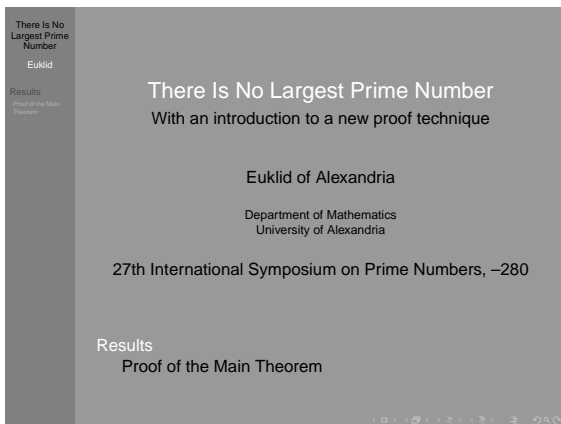 There Is No
Largest Prime
Number
Euklid
Results
Proof of the Main
Theorem
There Is No Largest Prime Number
With an introduction to a new proof technique
Euklid of Alexandria
Department of Mathematics
University of Alexandria
27th International Symposium on Prime Numbers, –280
Results
Proof of the Main Theorem